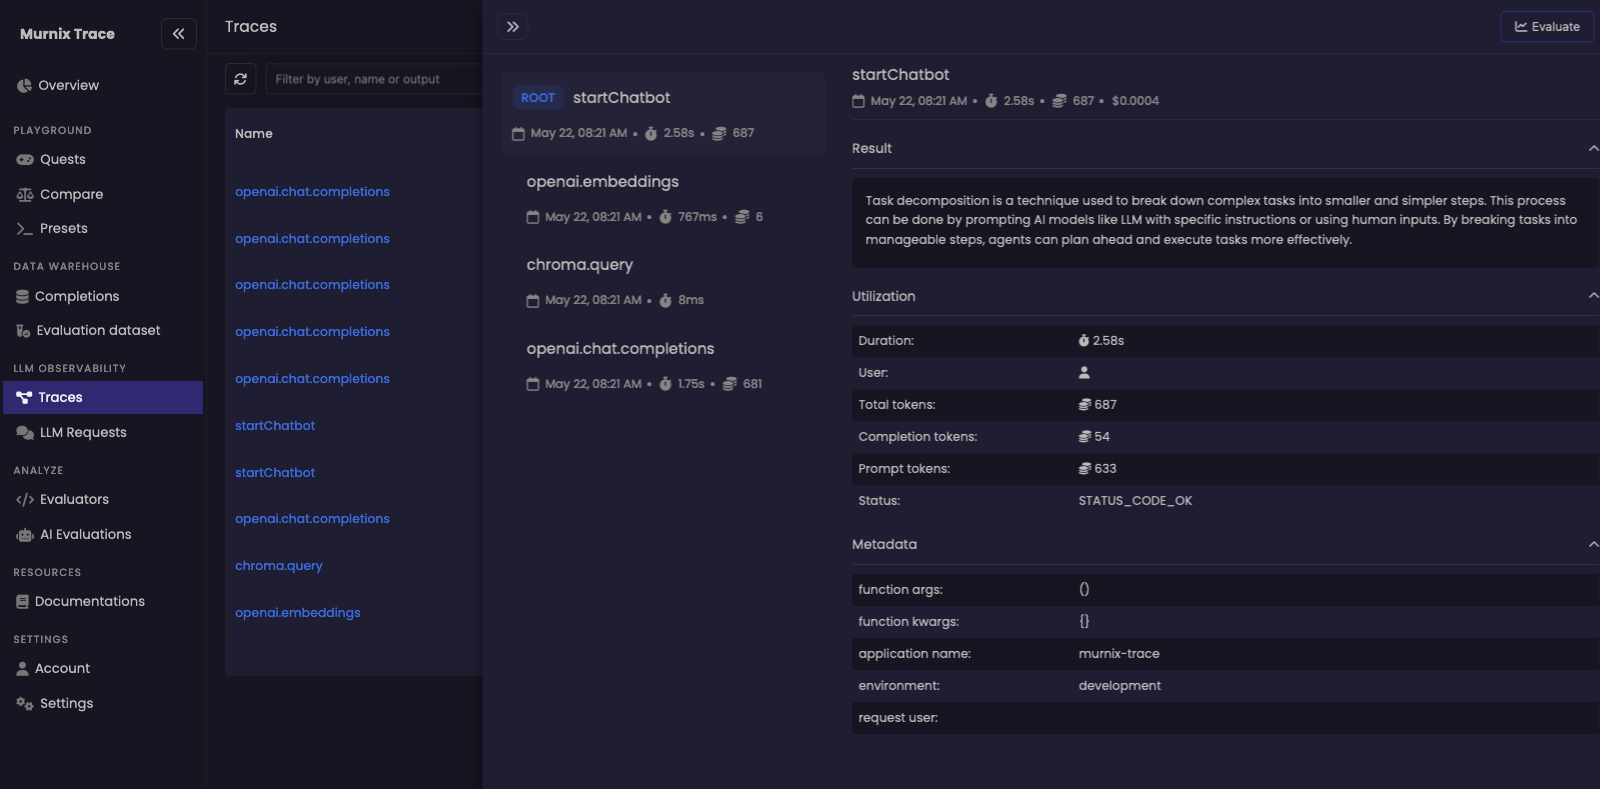 Murnix Trace
Overview
PLAYGROUND
Quests
Compare
Presets
DATA WAREHOUSE
Completions
Evaluation dataset
LLM OBSERVABILITY
Traces
LLM Requests
ANALYZE
Evaluators
AI Evaluations
RESOURCES
Documentations
SETTINGS
Account
Settings
Traces
Filter by user, name or output
Name
openai.chat.completions
openai.chat.completions
openai.chat.completions
openai.chat.completions
openai.chat.completions
startChatbot
startChatbot
openai.chat.completions
chroma.query
openai.embeddings
ROOT startChatbot
May 22, 08:21 AM • 2.58s • 687
openai.embeddings
May 22, 08:21 AM • 767ms • 6
chroma.query
May 22, 08:21 AM • 8ms
openai.chat.completions
May 22, 08:21 AM • 1.75s • 681
Evaluate
startChatbot
May 22, 08:21 AM • 2.58s • 687 • $0.0004
Result
Task decomposition is a technique used to break down complex tasks into smaller and simpler steps. This process
can be done by prompting AI models like LLM with specific instructions or using human inputs. By breaking tasks into
manageable steps, agents can plan ahead and execute tasks more effectively.
Utilization
Duration: 2.58s
User:
Total tokens: 687
Completion tokens: 54
Prompt tokens: 633
Status: STATUS_CODE_OK
Metadata
function args: ()
function kwargs: {}
application name: murnix-trace
environment: development
request user: